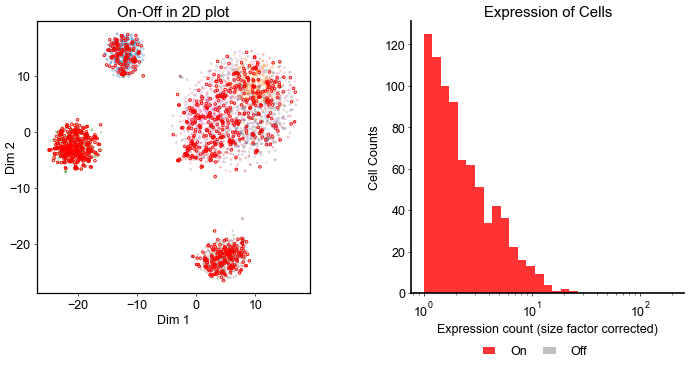 On-Off in 2D plot
Dim 2
10
0
−10
−20
−20 −10 0 10
Dim 1
Expression of Cells
Cell Counts
120
100
80
60
40
20
0
10^0 10^1 10^2
Expression count (size factor corrected)
On Off